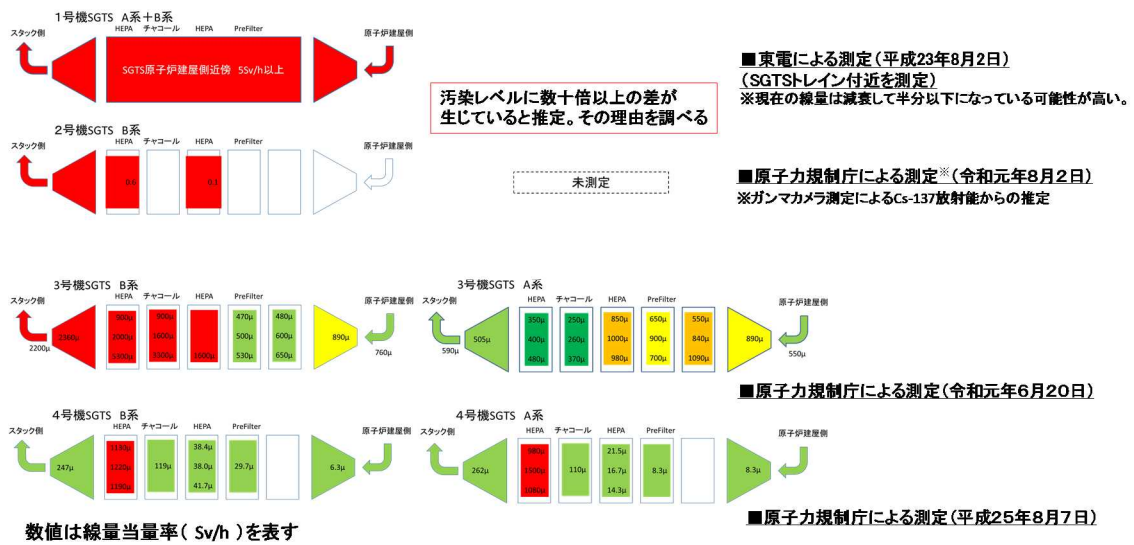 1号機SGTS A系＋B系
HEPA チャコール HEPA PreFilter
スタック側
原子炉建屋側
SGTS原子炉建屋側近傍 5Sv/h以上
汚染レベルに数十倍以上の差が
生じていると推定。その理由を調べる
■東電による測定（平成23年8月2日）
（SGTSトレイン付近を測定）
※現在の線量は減衰して半分以下になっている可能性が高い。
2号機SGTS B系
HEPA チャコール HEPA PreFilter
スタック側
原子炉建屋側
0.6 0.1
未測定
■原子力規制庁による測定※（令和元年8月2日）
※ガンマカメラ測定によるCs-137放射能からの推定
3号機SGTS B系
HEPA チャコール HEPA PreFilter
スタック側
原子炉建屋側
900μ 900μ 470μ 480μ
500μ 600μ
1600μ 530μ 650μ
890μ
2200μ
760μ
3号機SGTS A系
HEPA チャコール HEPA PreFilter
スタック側
原子炉建屋側
350μ 250μ 850μ 650μ 550μ
505μ 400μ 260μ 1000μ 900μ 840μ 890μ
480μ 370μ 980μ 700μ 1090μ
590μ
550μ
■原子力規制庁による測定（令和元年6月20日）
4号機SGTS B系
HEPA チャコール HEPA PreFilter
スタック側
原子炉建屋側
1130μ 38.4μ
247μ 1220μ 119μ 38.0μ 29.7μ 6.3μ
1190μ 41.7μ
4号機SGTS A系
HEPA チャコール HEPA PreFilter
スタック側
原子炉建屋側
880μ 21.5μ
262μ 1500μ 110μ 16.7μ 8.3μ 8.3μ
1080μ 14.3μ
■原子力規制庁による測定（平成25年8月7日）
数値は線量当量率（ Sv/h ）を表す